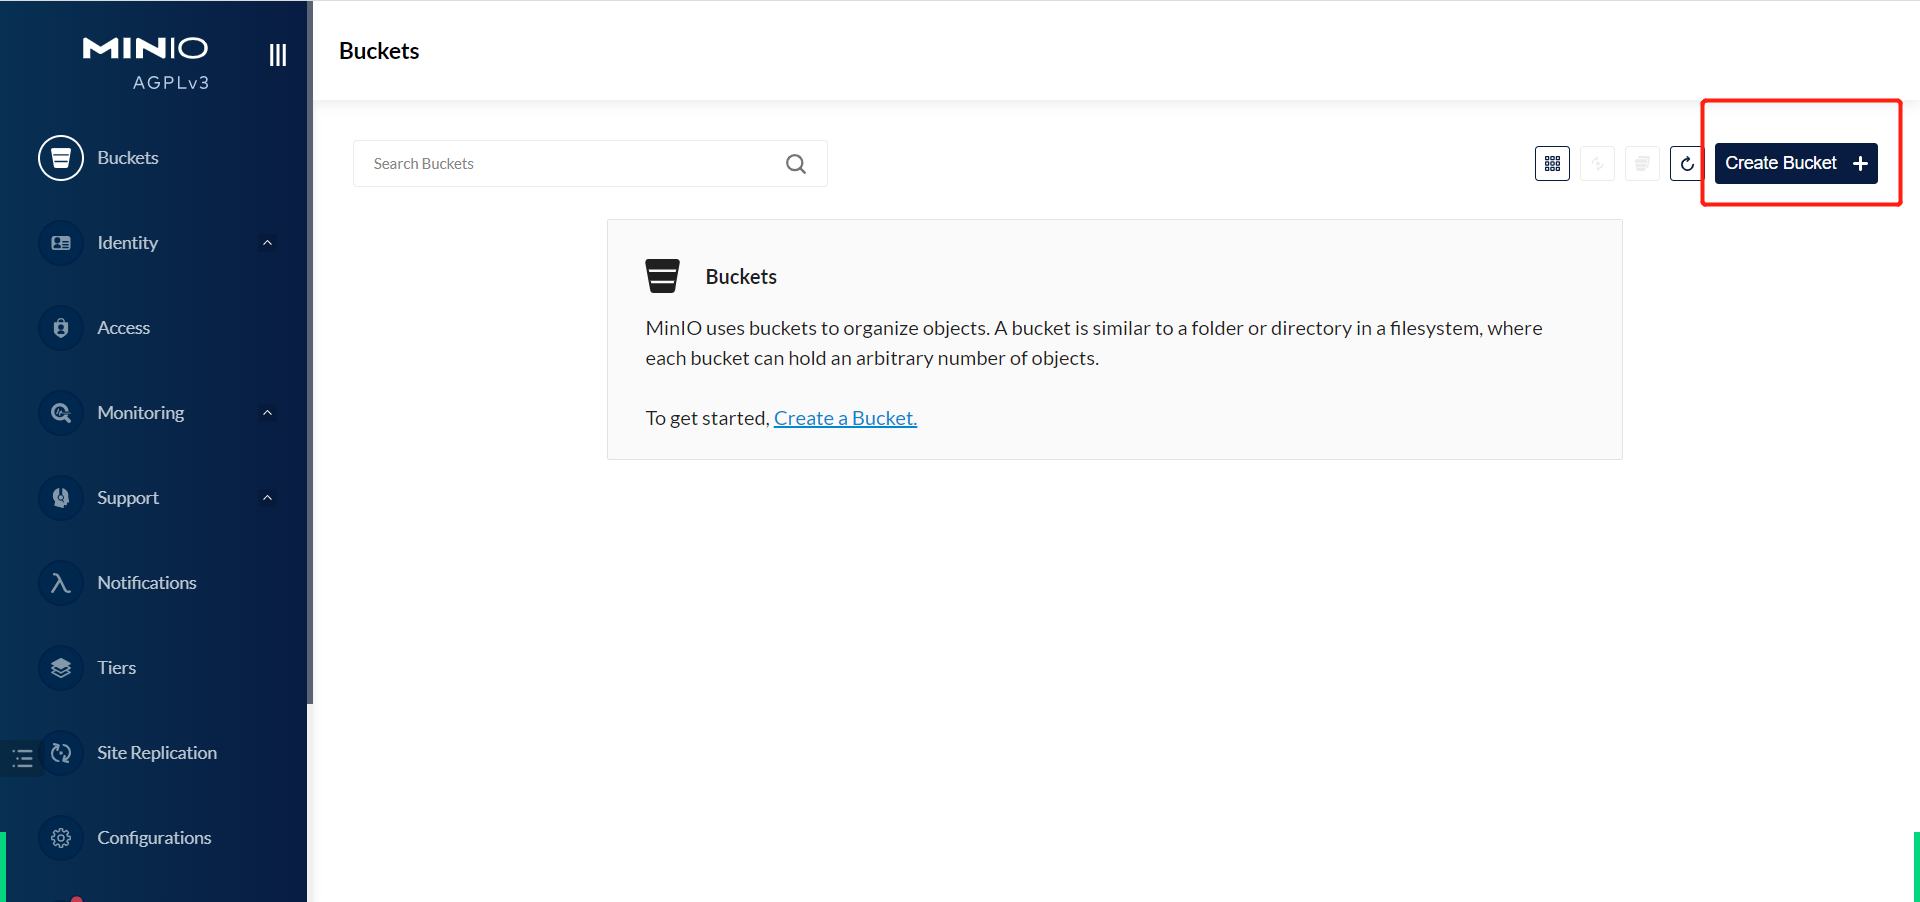 MINIO
AGPLv3
Buckets
Identity
Access
Monitoring
Support
Notifications
Tiers
Site Replication
Configurations
Buckets
Search Buckets
Create Bucket
Buckets
MinIO uses buckets to organize objects. A bucket is similar to a folder or directory in a filesystem, where
each bucket can hold an arbitrary number of objects.
To get started, Create a Bucket.